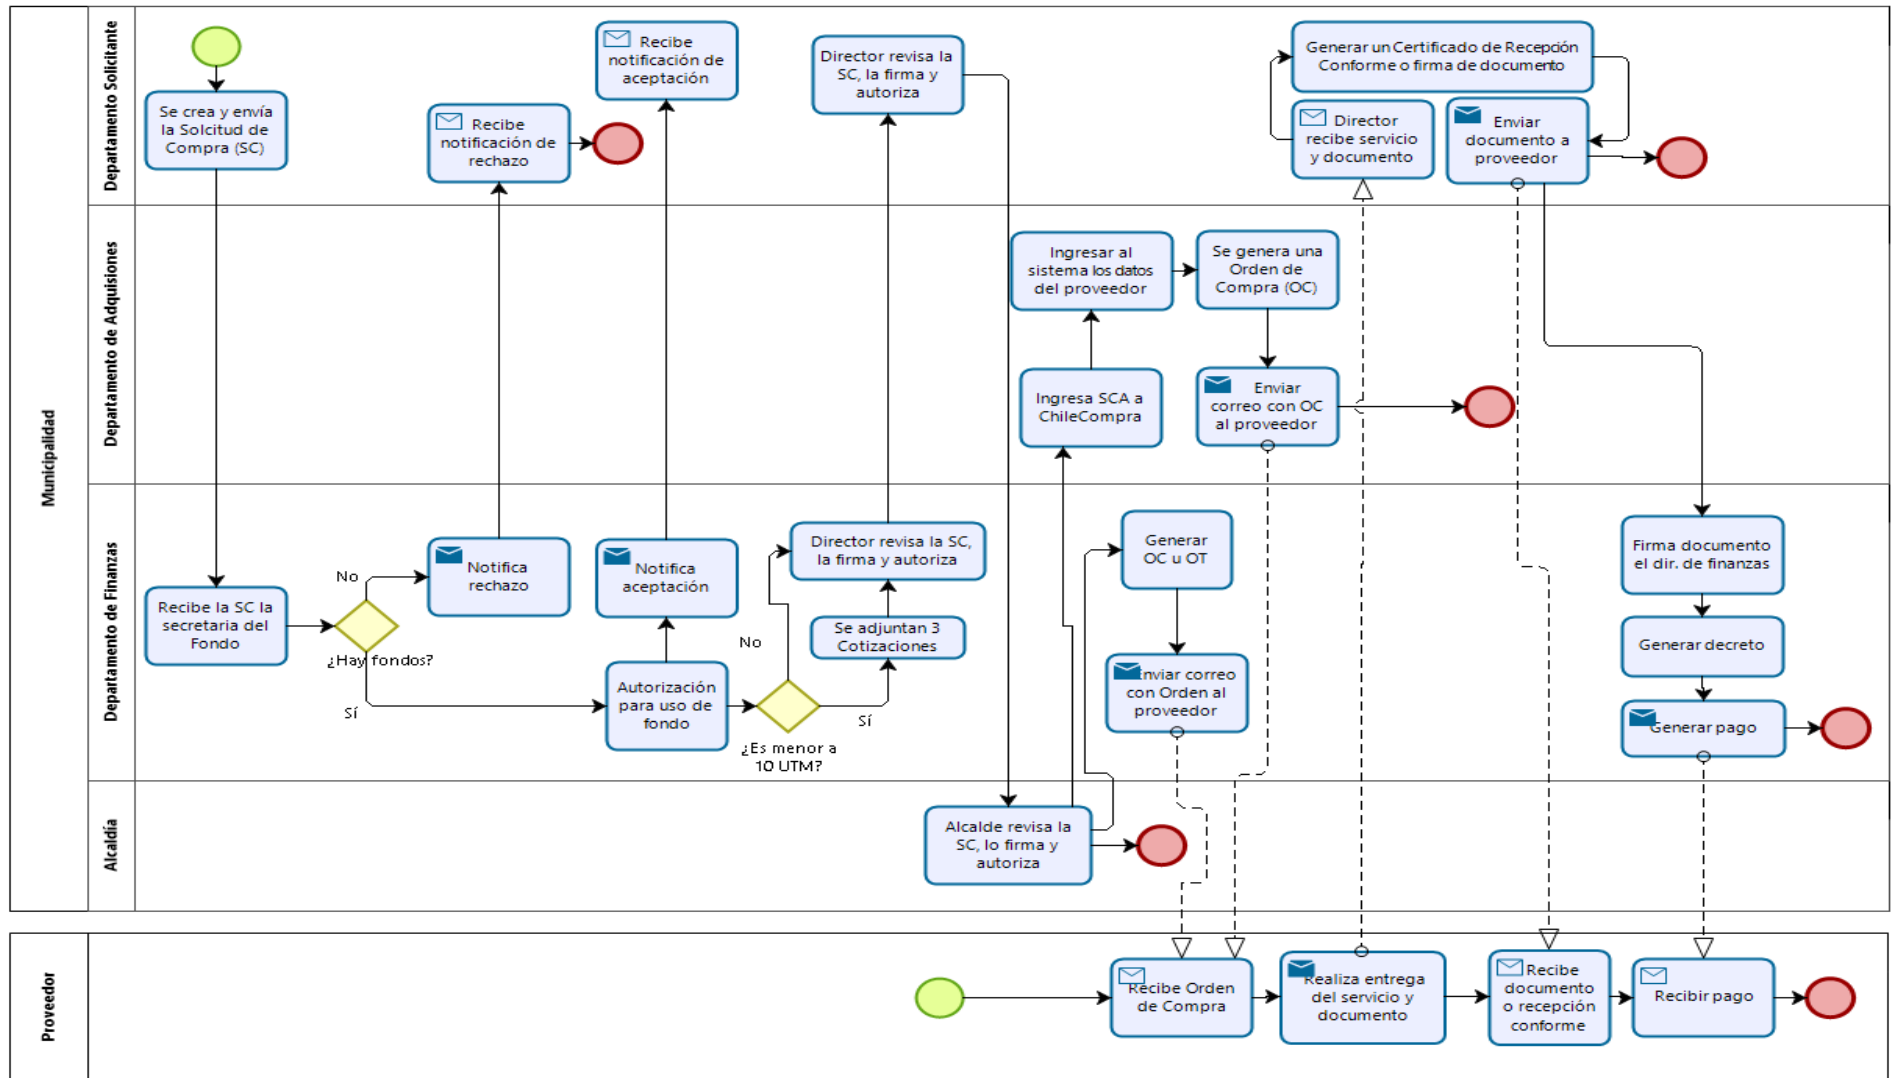 Municipalidad
Departamento Solicitante
Se crea y envía
la Solcitud de
Compra (SC)
Recibe
notificación de
rechazo
Recibe
notificación de
aceptación
Director revisa la
SC, la firma y
autoriza
Generar un Certificado de Recepción
Conforme o firma de documento
Director
recibe servicio
y documento
Enviar
documento a
proveedor
Departamento de Adquisiones
Ingresar al
sistema los datos
del proveedor
Se genera una
Orden de
Compra (OC)
Ingresa SCA a
ChileCompra
Enviar
correo con OC
al proveedor
Departamento de Finanzas
Recibe la SC la
secretaria del
Fondo
¿Hay fondos?
No
Sí
Notifica
rechazo
Notifica
aceptación
Autorización
para uso de
fondo
¿Es menor a
10 UTM?
No
Sí
Director revisa la SC,
la firma y autoriza
Se adjuntan 3
Cotizaciones
Generar
OC u OT
Enviar correo
con Orden al
proveedor
Firma documento
el dir. de finanzas
Generar decreto
Generar pago
Alcaldía
Alcalde revisa la
SC, lo firma y
autoriza
Proveedor
Recibe Orden
de Compra
Realiza entrega
del servicio y
documento
Recibe
documento
o recepción
conforme
Recibir pago